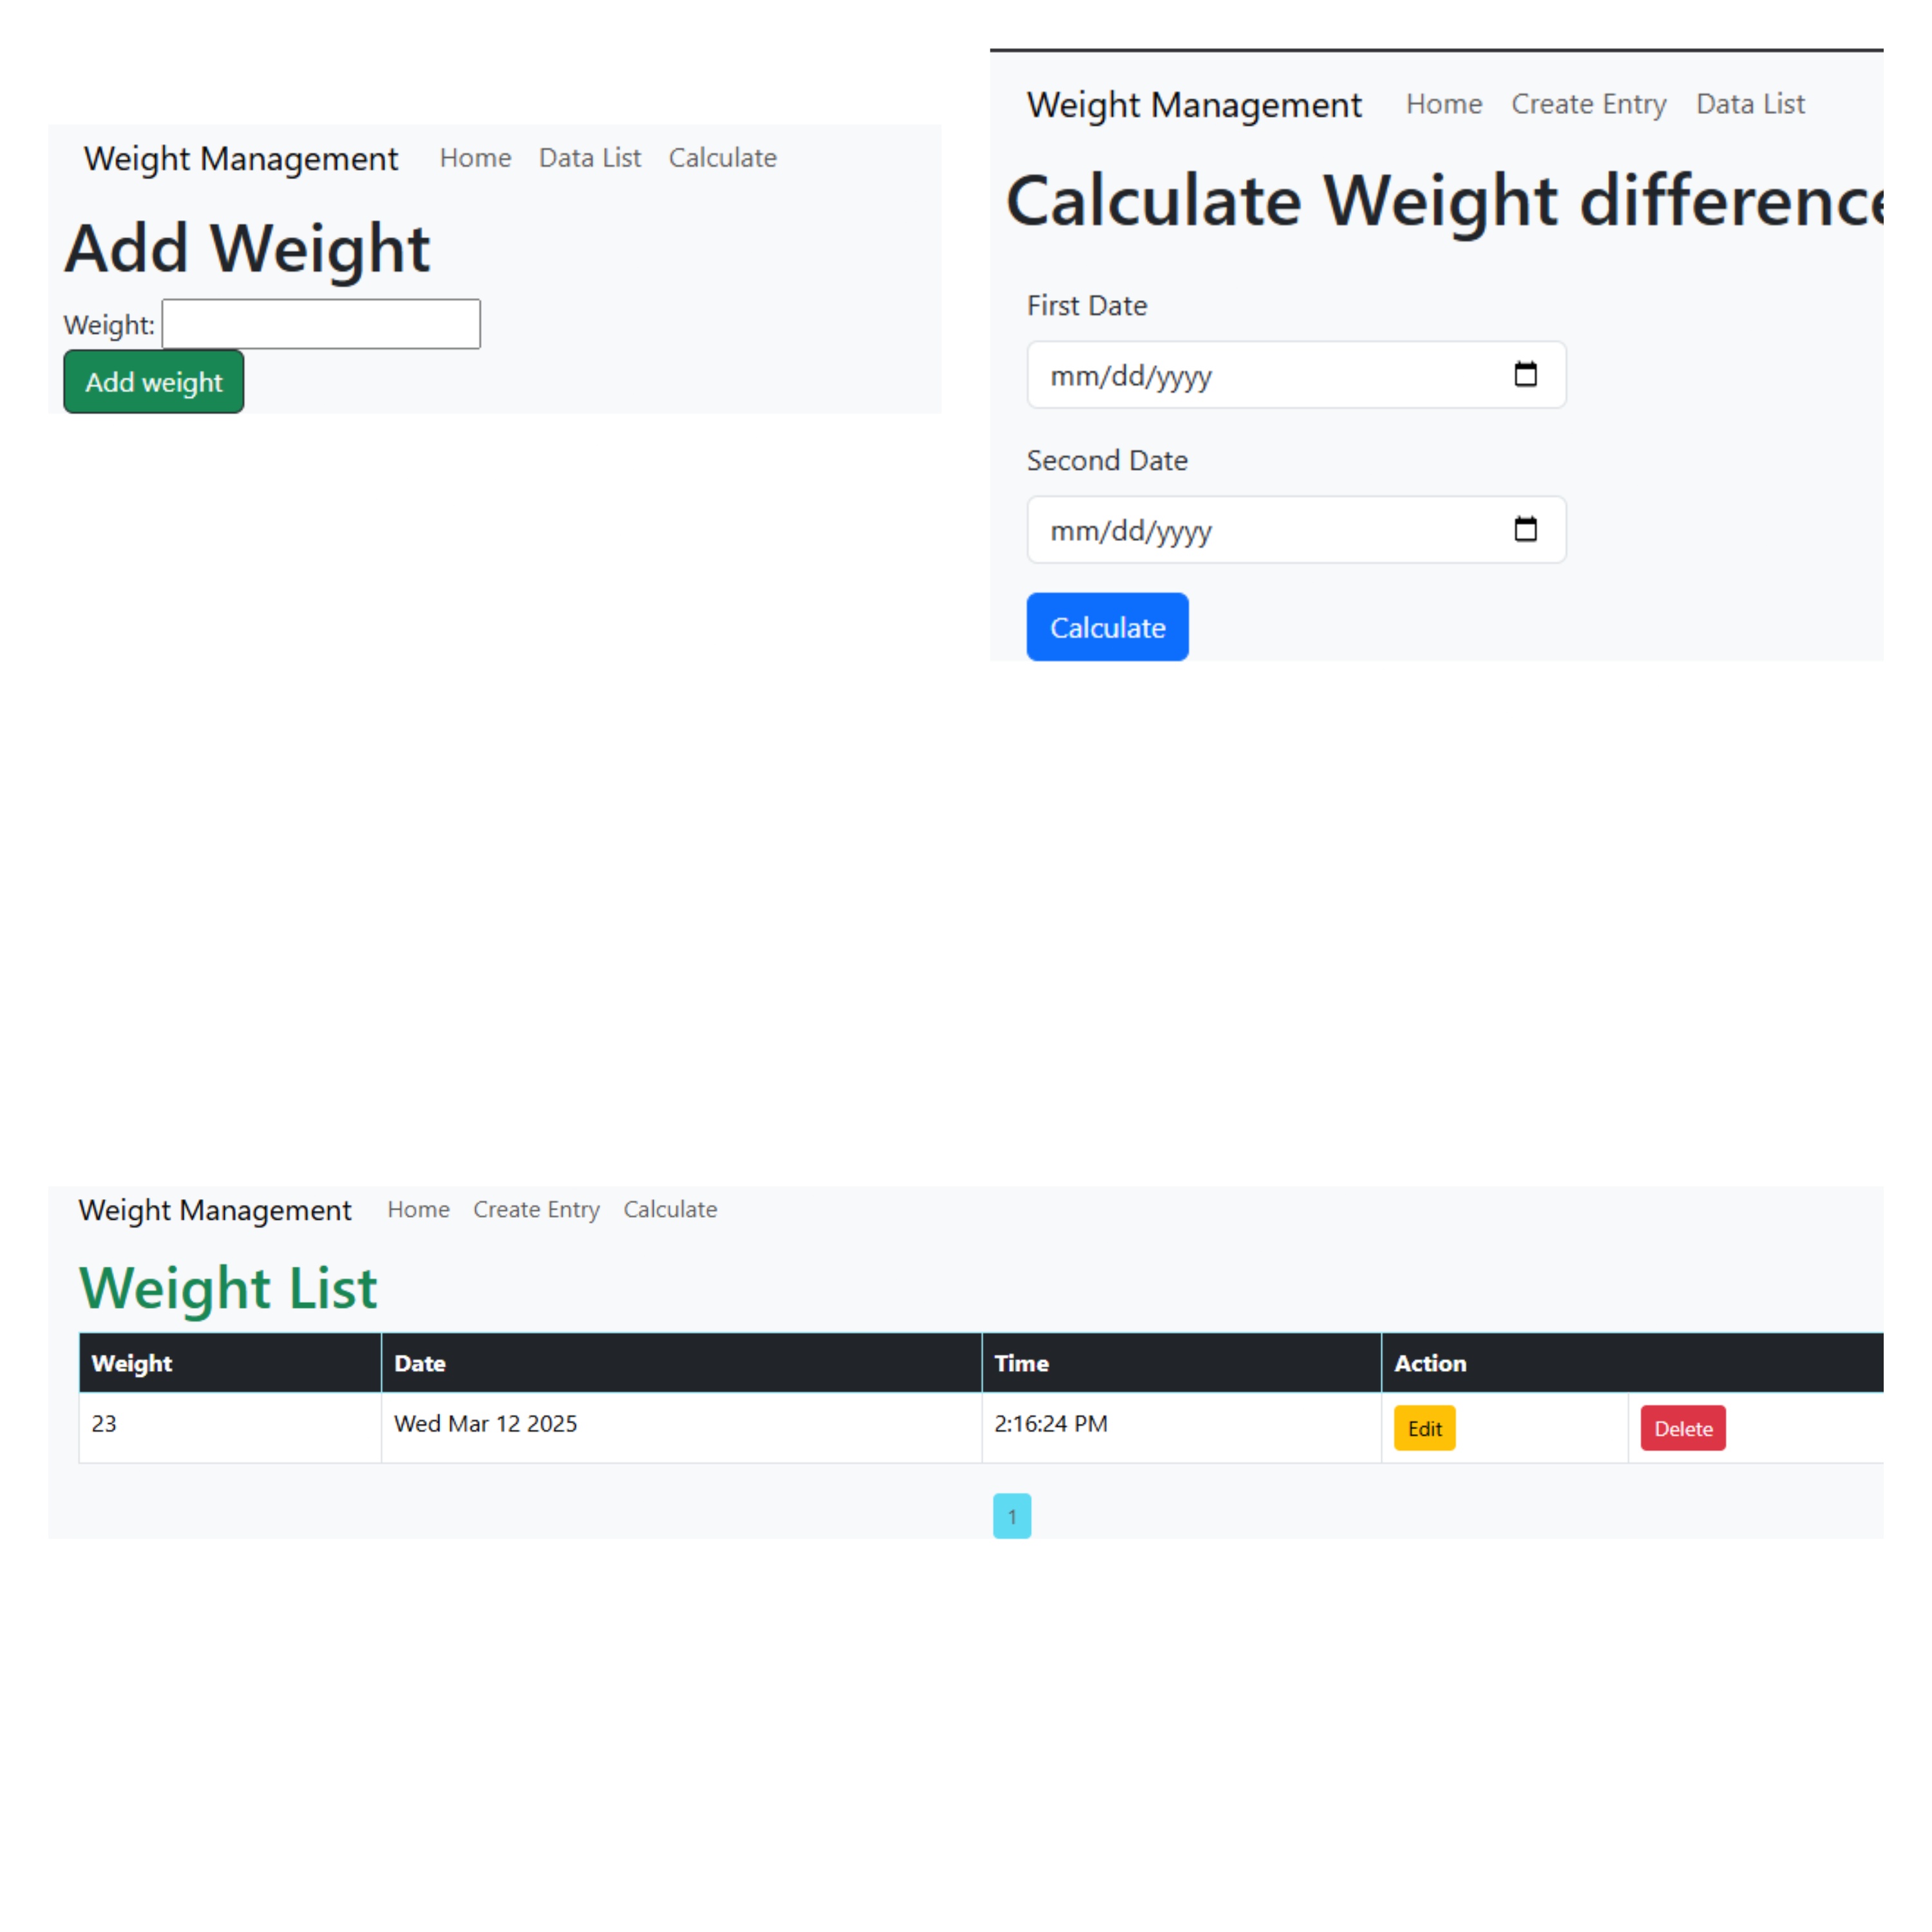 Weight Management Home Data List Calculate
Add Weight
Weight:
Add weight
Weight Management Home Create Entry Data List
Calculate Weight difference
First Date
mm/dd/yyyy
Second Date
mm/dd/yyyy
Calculate
Weight Management Home Create Entry Calculate
Weight List
Weight Date Time Action
23 Wed Mar 12 2025 2:16:24 PM Edit Delete
1